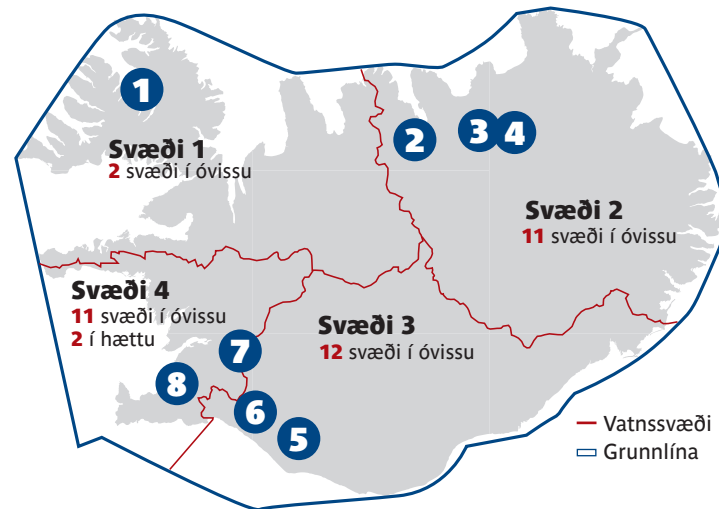 1
Svæði 1
2 svæði í óvissu
2
3
4
Svæði 2
11 svæði í óvissu
Svæði 4
11 svæði í óvissu
2 í hættu
Svæði 3
12 svæði í óvissu
7
8
6
5
Vatnssvæði
Grunnlína